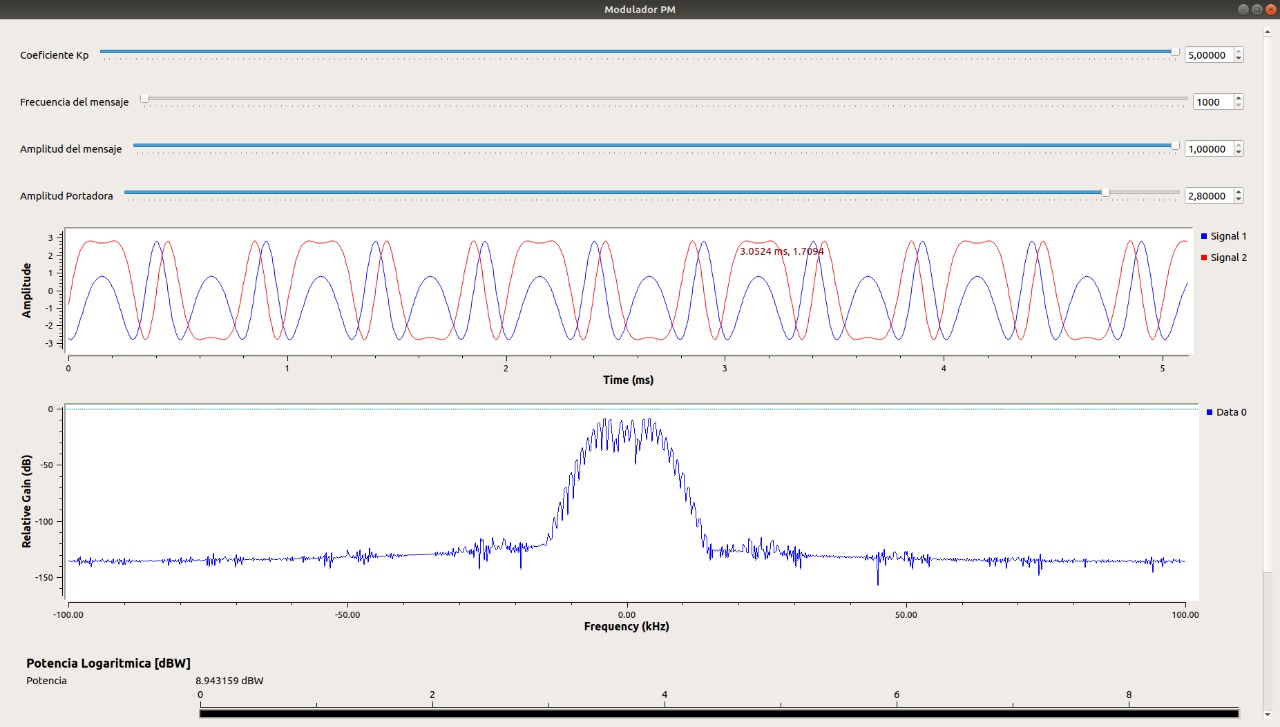 Modulador PM
Coeficiente Kp 5,00000
Frecuencia del mensaje 1000
Amplitud del mensaje 1,00000
Amplitud Portadora 2,80000
Amplitude
3
2
1
0
-1
-2
-3
3.0524 ms, 1.7094
Signal 1
Signal 2
0 1 2 3 4 5
Time (ms)
Relative Gain (dB)
0
-50
-100
-150
Data 0
-100.00 -50.00 0.00 50.00 100.00
Frequency (kHz)
Potencia Logaritmica [dBW]
Potencia 8.943159 dBW
0 2 4 6 8